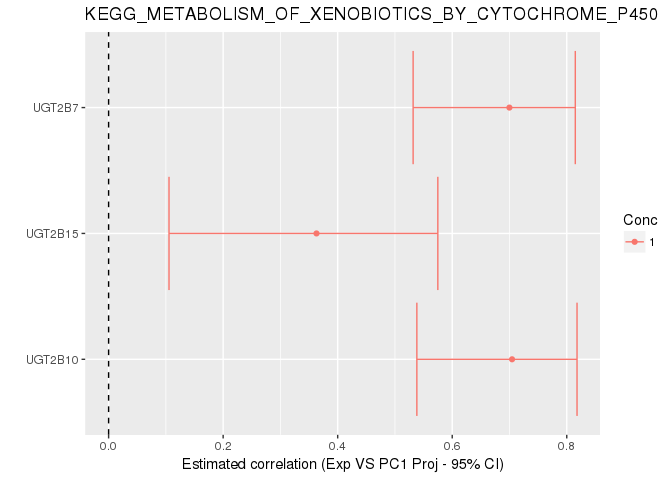 KEGG_METABOLISM_OF_XENOBIOTICS_BY_CYTOCHROME_P450
UGT2B7
UGT2B15
UGT2B10
Conc
1
0.0 0.2 0.4 0.6 0.8
Estimated correlation (Exp VS PC1 Proj - 95% CI)